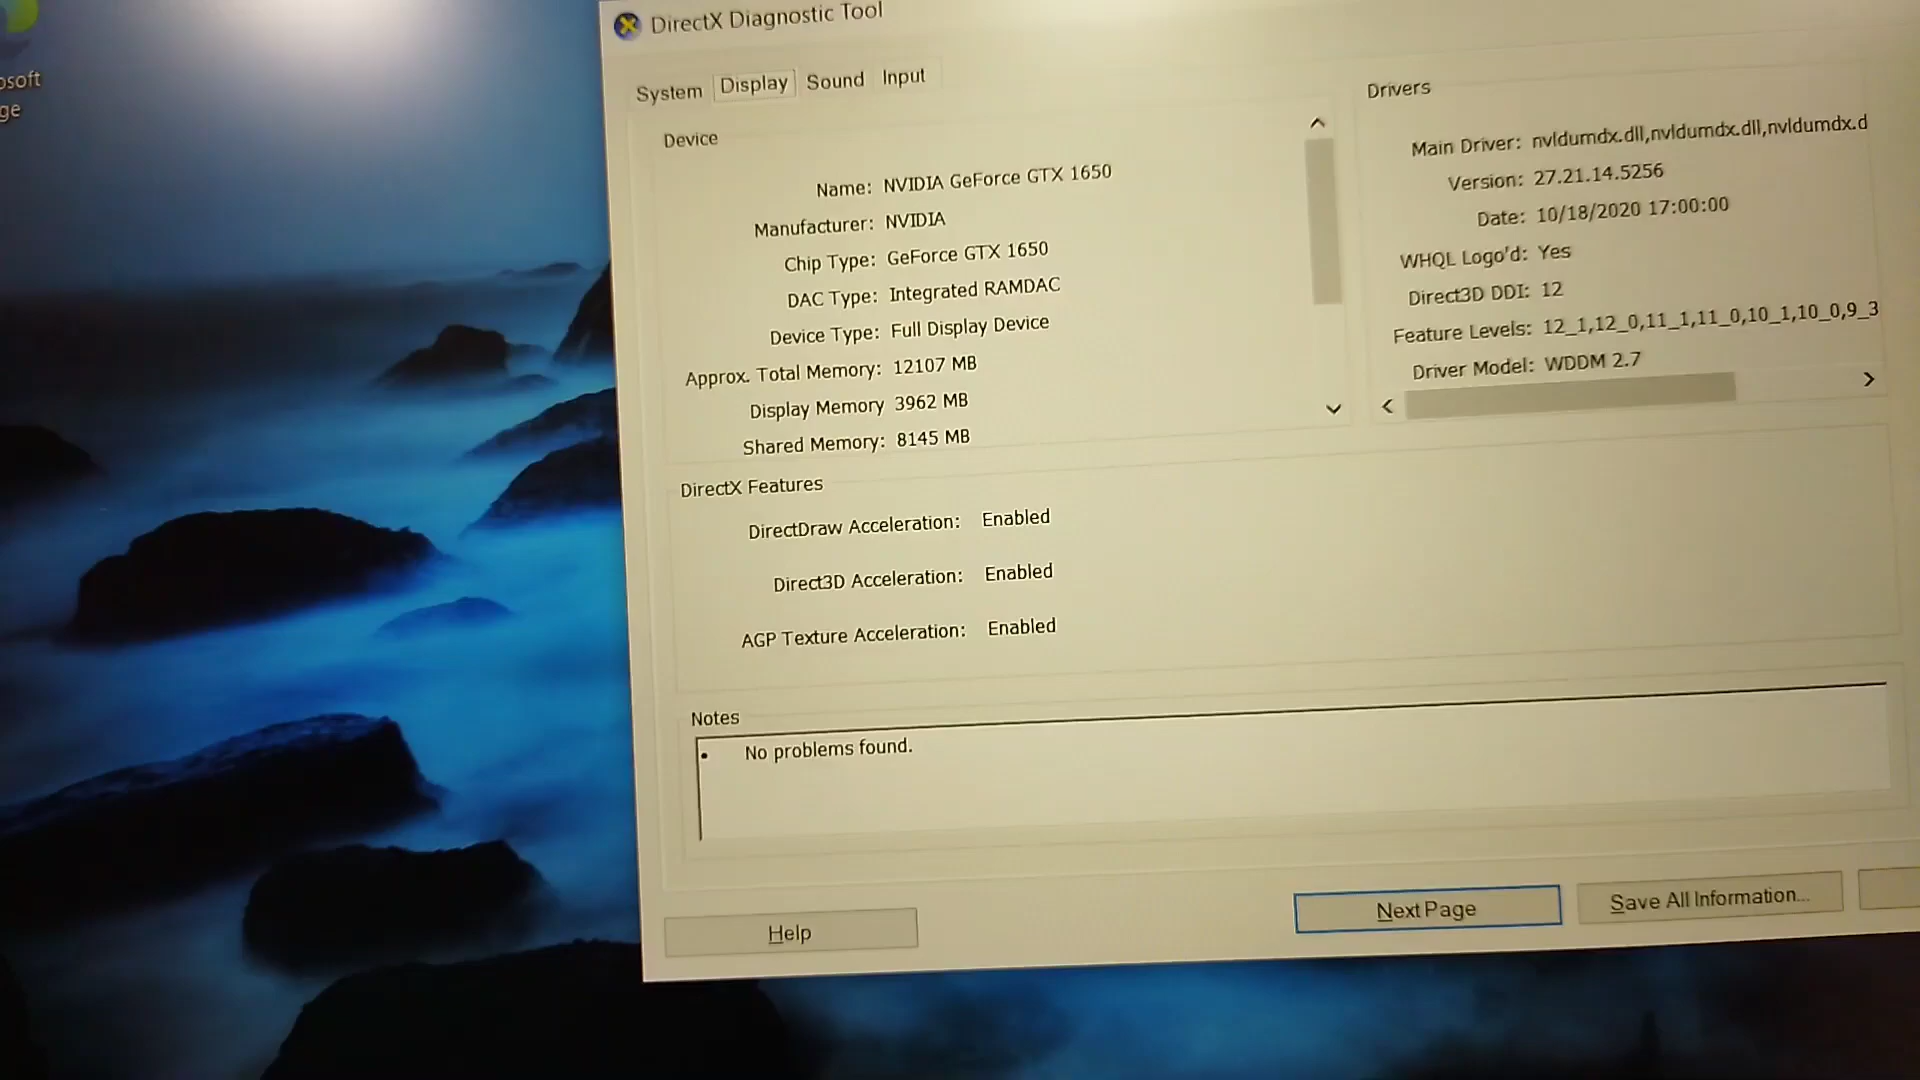 osoft
ge
DirectX Diagnostic Tool
System Display Sound Input
Device
Name: NVIDIA GeForce GTX 1650
Manufacturer: NVIDIA
Chip Type: GeForce GTX 1650
DAC Type: Integrated RAMDAC
Device Type: Full Display Device
Approx. Total Memory: 12107 MB
Display Memory 3962 MB
Shared Memory: 8145 MB
Drivers
Main Driver: nvldumdx.dll,nvldumdx.dll,nvldumdx.d
Version: 27.21.14.5256
Date: 10/18/2020 17:00:00
WHQL Logo'd: Yes
Direct3D DDI: 12
Feature Levels: 12_1,12_0,11_1,11_0,10_1,10_0,9_3
Driver Model: WDDM 2.7
DirectX Features
DirectDraw Acceleration: Enabled
Direct3D Acceleration: Enabled
AGP Texture Acceleration: Enabled
Notes
• No problems found.
Help
Next Page
Save All Information...